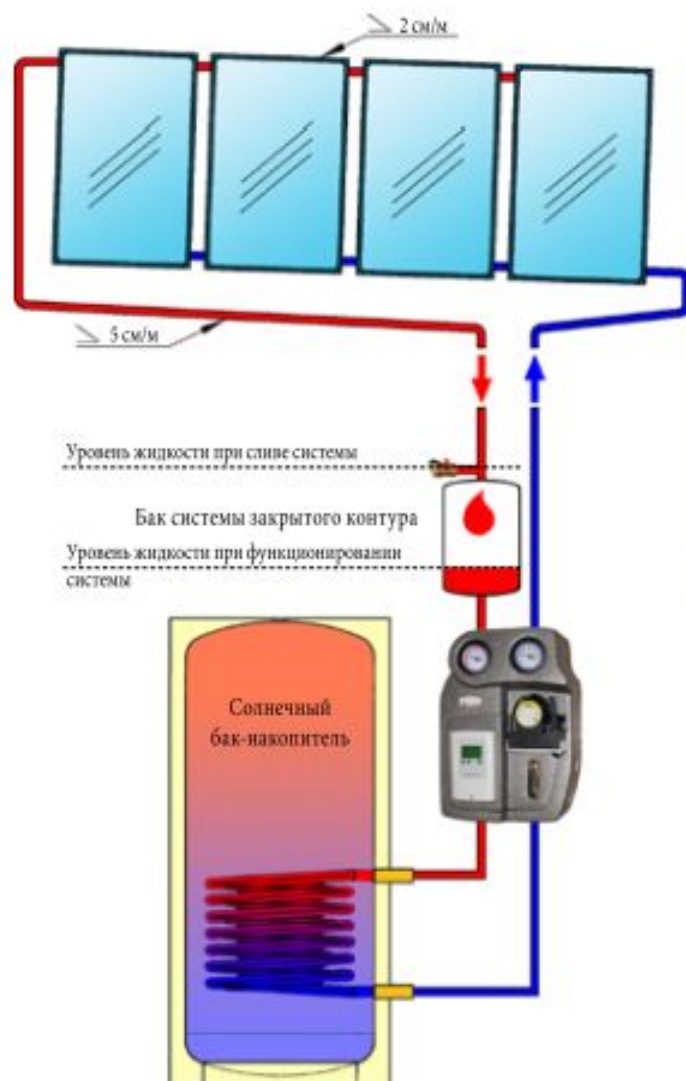 2 см/м
5 см/м
Уровень жидкости при сливе системы
Бак системы закрытого контура
Уровень жидкости при функционировании
системы
Солнечный
бак-накопитель